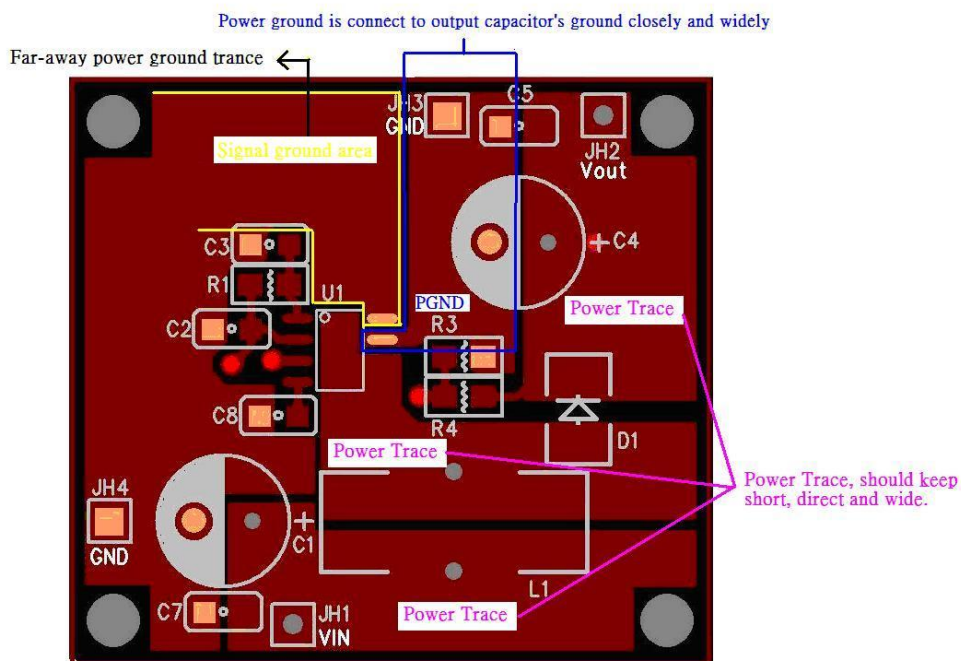 Power ground is connect to output capacitor's ground closely and widely
Far-away power ground trance
JH3
GND
C5
JH2
Vout
Signal ground area
C3
C4
R1
U1
PGND
Power Trace
C2
R3
C8
R4
D1
Power Trace
Power Trace, should keep
short, direct and wide.
JH4
GND
C1
L1
C7
JH1
VIN
Power Trace